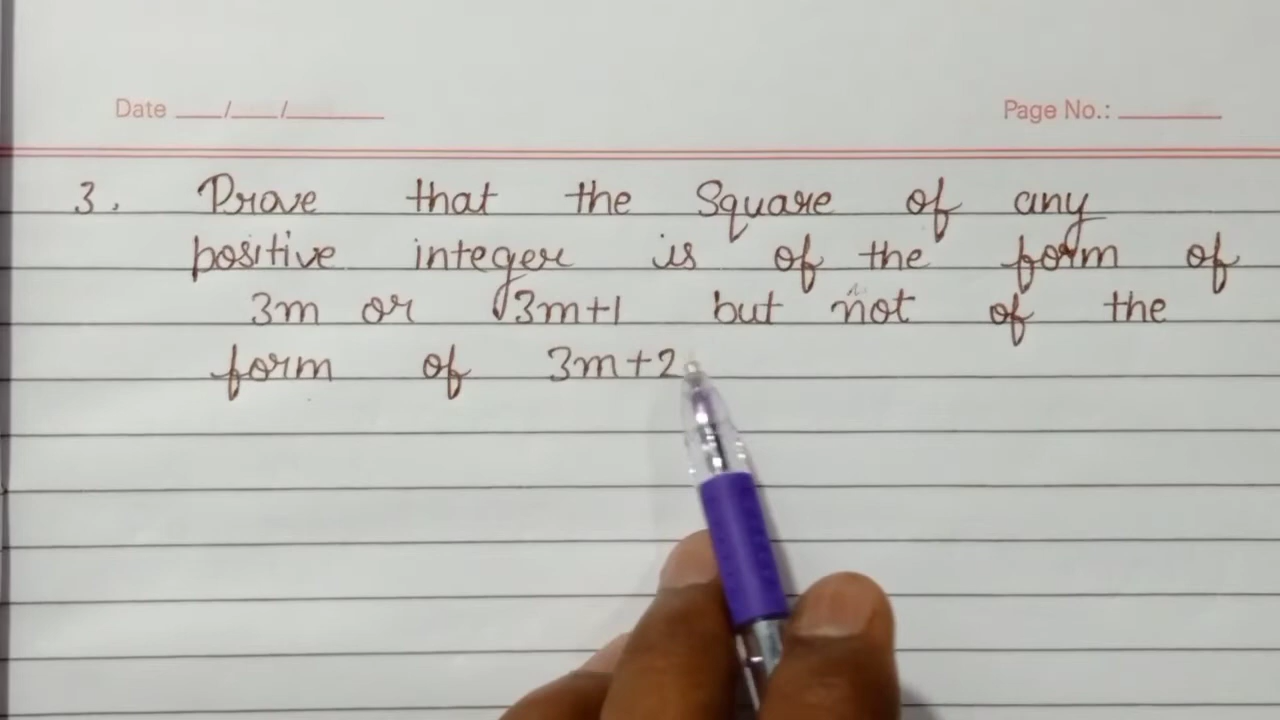 Date ___/___/______
Page No.: ______
3. Prove that the Square of any
positive integer is of the form of
3m or 3m+1 but not of the
form of 3m+2